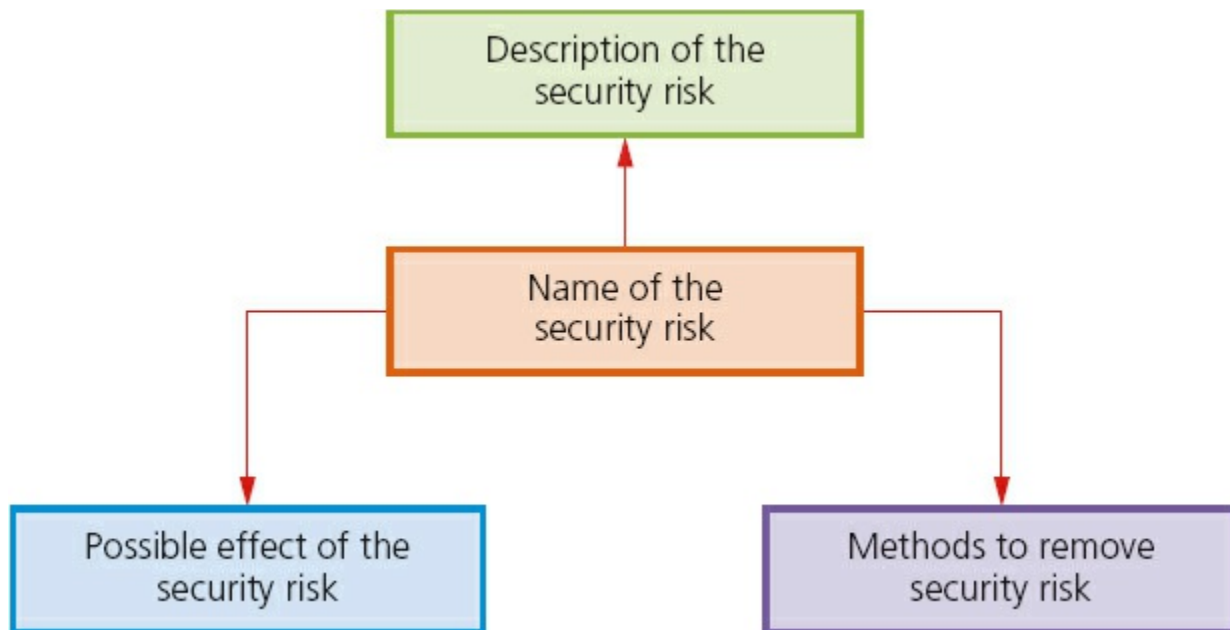 Description of the
security risk
Name of the
security risk
Possible effect of the
security risk
Methods to remove
security risk